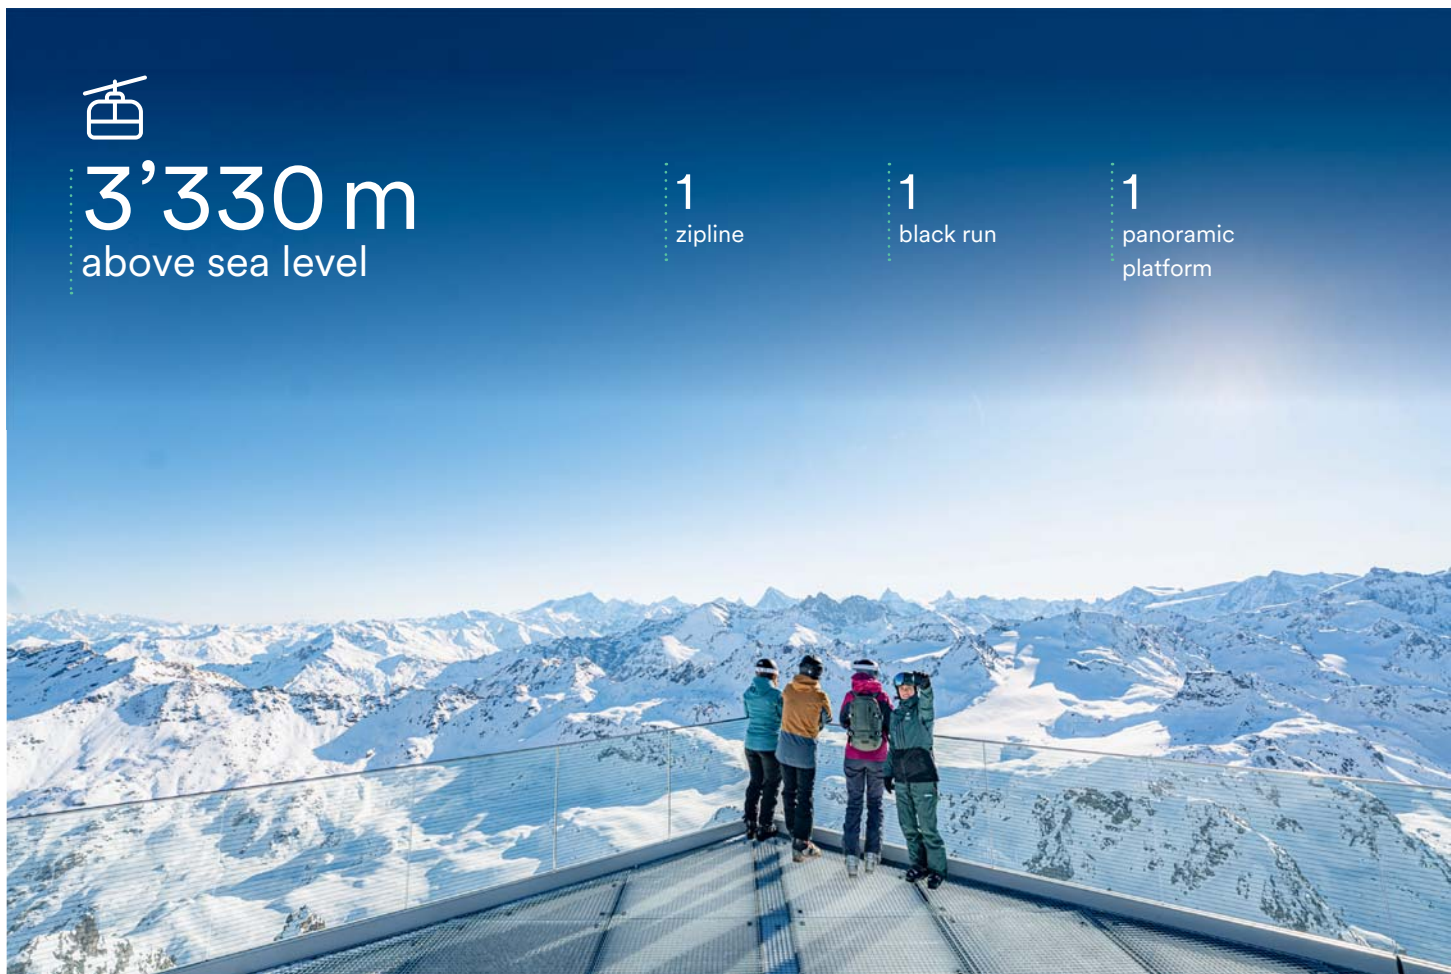 3’330 m
above sea level
1
zipline
1
black run
1
panoramic
platform